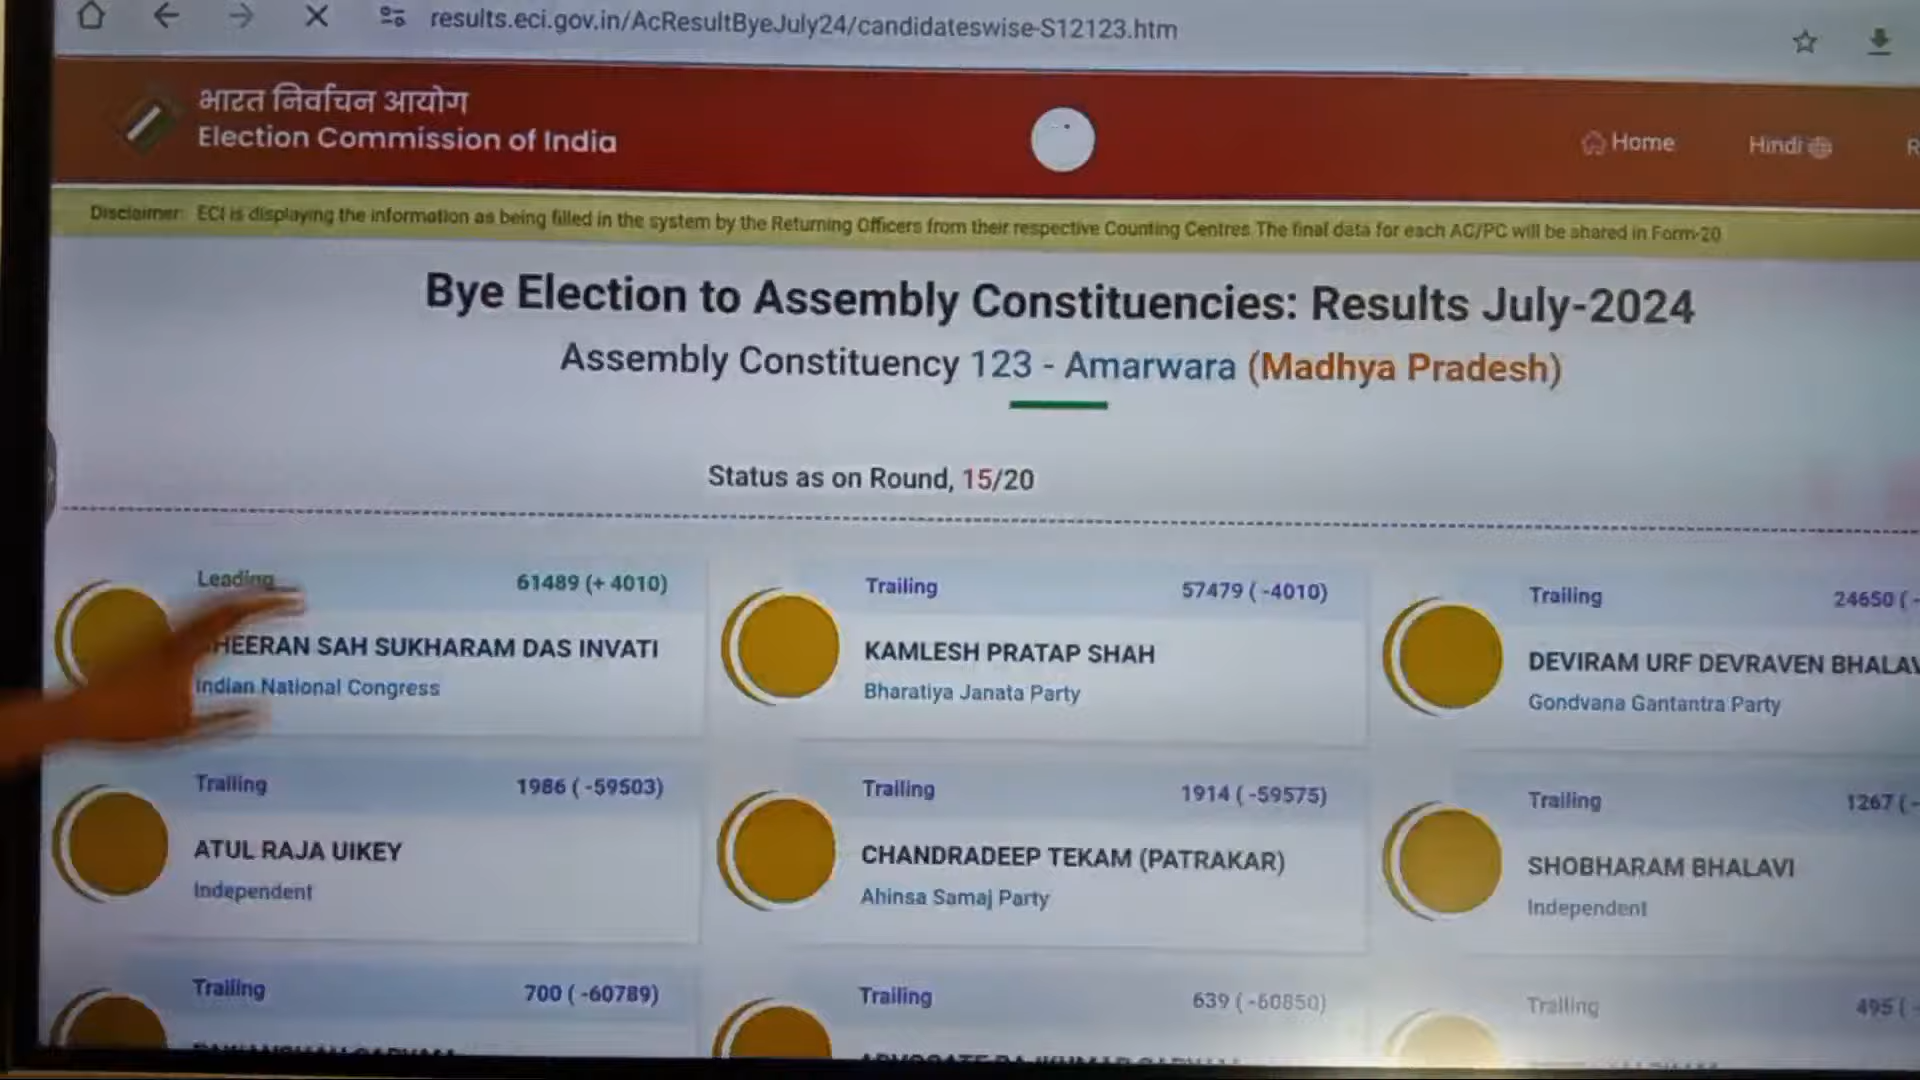 results.eci.gov.in/AcResultByeJuly24/candidateswise-S12123.htm
भारत निर्वाचन आयोग
Election Commission of India
Home
Hindi
R
Disclaimer: ECI is displaying the information as being filled in the system by the Returning Officers from their respective Counting Centres The final data for each AC/PC will be shared in Form-20
Bye Election to Assembly Constituencies: Results July-2024
Assembly Constituency 123 - Amarwara (Madhya Pradesh)
Status as on Round, 15/20
Leading 61489 (+ 4010)
SAH SUKHARAM DAS INVATI
Indian National Congress
Trailing 57479 ( -4010)
KAMLESH PRATAP SHAH
Bharatiya Janata Party
Trailing 24650 ( -
DEVIRAM URF DEVRAVEN
Gondvana Gantantra Party
Trailing 1986 ( -59503)
ATUL RAJA UIKEY
Independent
Trailing 1914 ( -59575)
CHANDRADEEP TEKAM (PATRAKAR)
Ahinsa Samaj Party
Trailing 1267 ( -
SHOBHARAM BHALAVI
Independent
Trailing 700 ( -60789)
Trailing 639 ( -60850)
Trailing 495 ( -